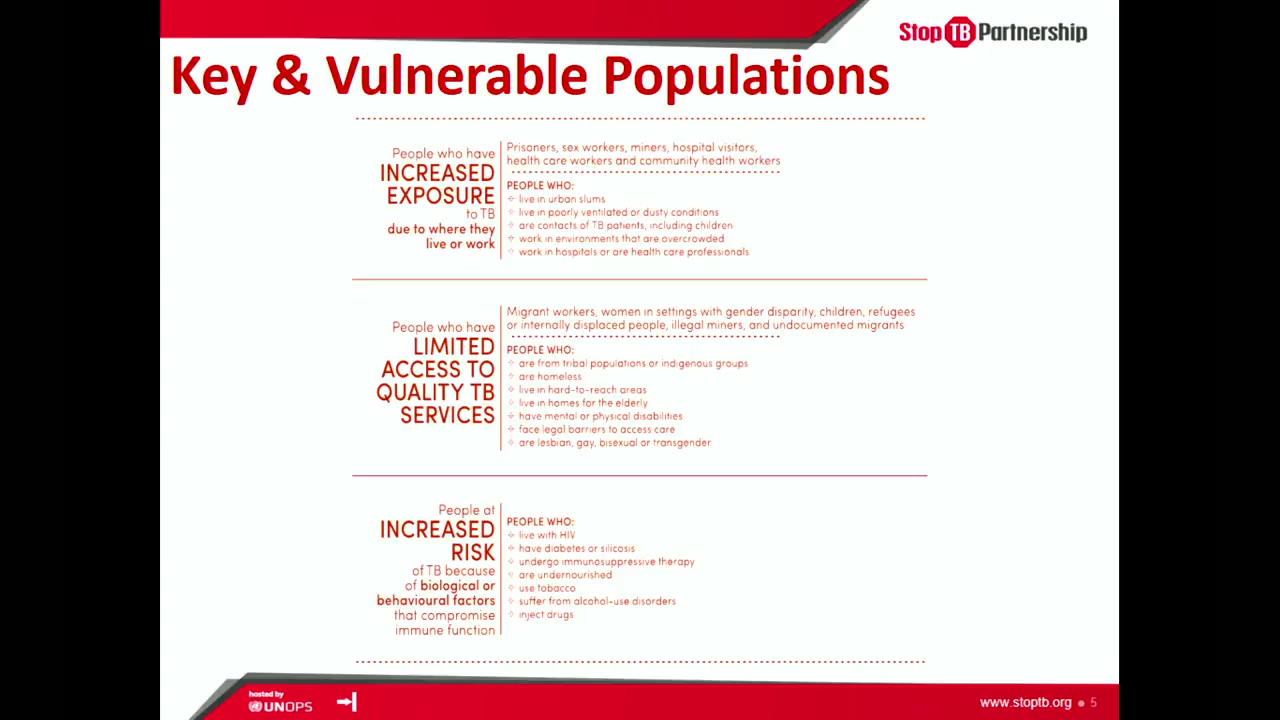 Stop TB Partnership
Key & Vulnerable Populations
People who have
INCREASED
EXPOSURE
to TB
due to where they
live or work
Prisoners, sex workers, miners, hospital visitors,
health care workers and community health workers
PEOPLE WHO:
live in urban slums
live in poorly ventilated or dusty conditions
are contacts of TB patients, including children
work in environments that are overcrowded
work in hospitals or are health care professionals
People who have
LIMITED
ACCESS TO
QUALITY TB
SERVICES
Migrant workers, women in settings with gender disparity, children, refugees
or internally displaced people, illegal miners, and undocumented migrants
PEOPLE WHO:
are from tribal populations or indigenous groups
are homeless
live in hard-to-reach areas
live in homes for the elderly
have mental or physical disabilities
face legal barriers to access care
are lesbian, gay, bisexual or transgender
People at
INCREASED
RISK
of TB because
of biological or
behavioural factors
that compromise
immune function
PEOPLE WHO:
live with HIV
have diabetes or silicosis
undergo immunosuppressive therapy
are undernourished
use tobacco
suffer from alcohol-use disorders
inject drugs
hosted by
UNOPS
www.stoptb.org
5